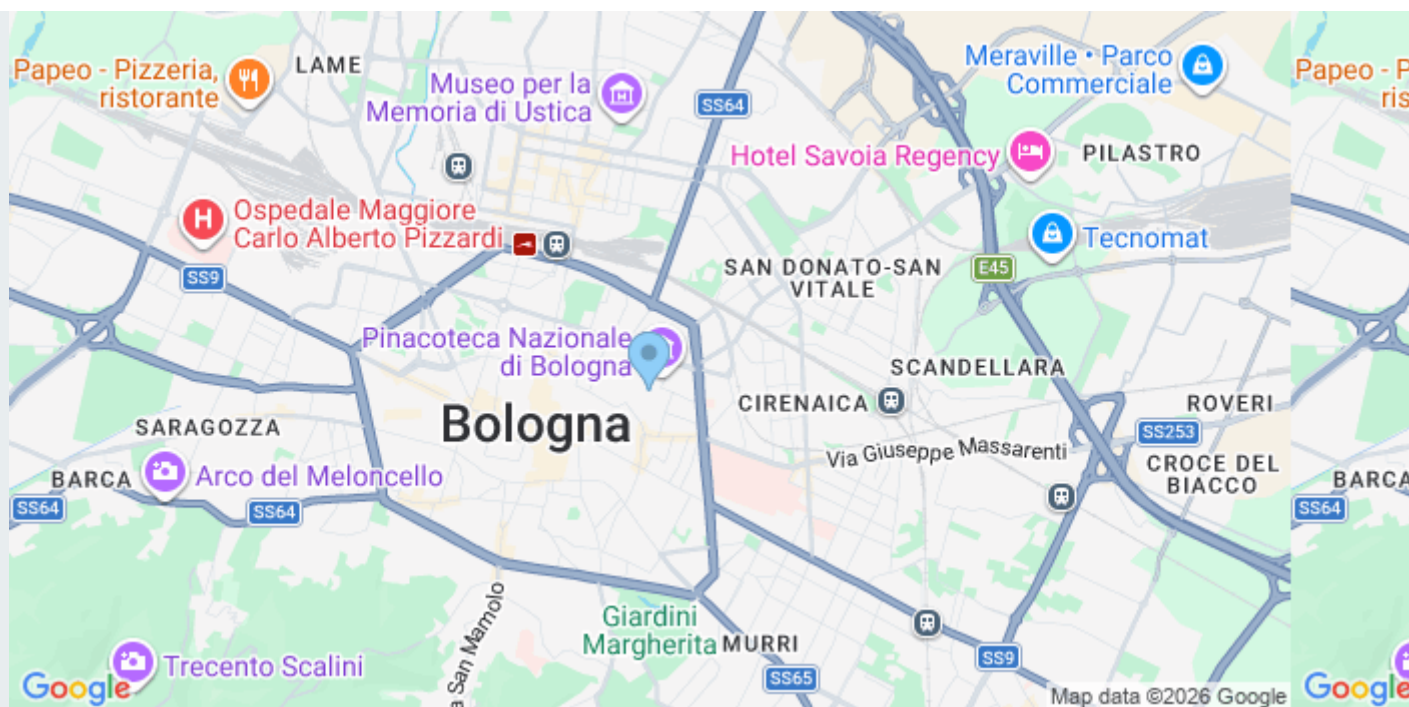 LAME
Papeo - Pizzeria,
ristorante
Museo per la
Memoria di Ustica
SS64
Meraville • Parco
Commerciale
Hotel Savoia Regency
PILASTRO
Ospedale Maggiore
Carlo Alberto Pizzardi
Tecnomat
SS9
SAN DONATO-SAN
VITALE
E45
Pinacoteca Nazionale
di Bologna
SCANDELLARA
CIRENAICA
ROVERI
Bologna
SARAGOZZA
SS253
Via Giuseppe Massarenti
BARCA
Arco del Meloncello
CROCE DEL
BIACCO
SS64
SS64
Giardini
Margherita
MURRI
San Mamolo
Trecento Scalini
SS9
SS65
Google
Map data ©2026 Google
Papeo - P
ris
BARCA
SS64
Google